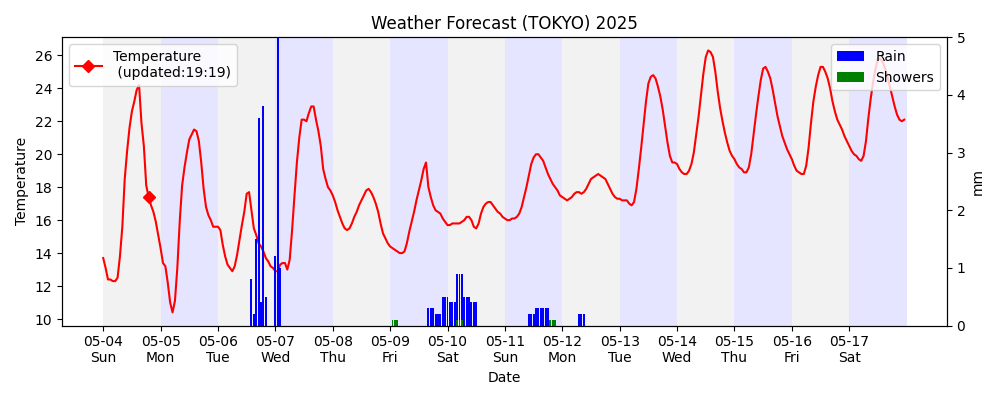 Weather Forecast (TOKYO) 2025
Temperature
(updated:19:19)
Rain
Showers
26
24
22
20
18
16
14
12
10
Temperature
5
4
3
2
1
0
mm
05-04 05-05 05-06 05-07 05-08 05-09 05-10 05-11 05-12 05-13 05-14 05-15 05-16 05-17
Sun Mon Tue Wed Thu Fri Sat Sun Mon Tue Wed Thu Fri Sat
Date